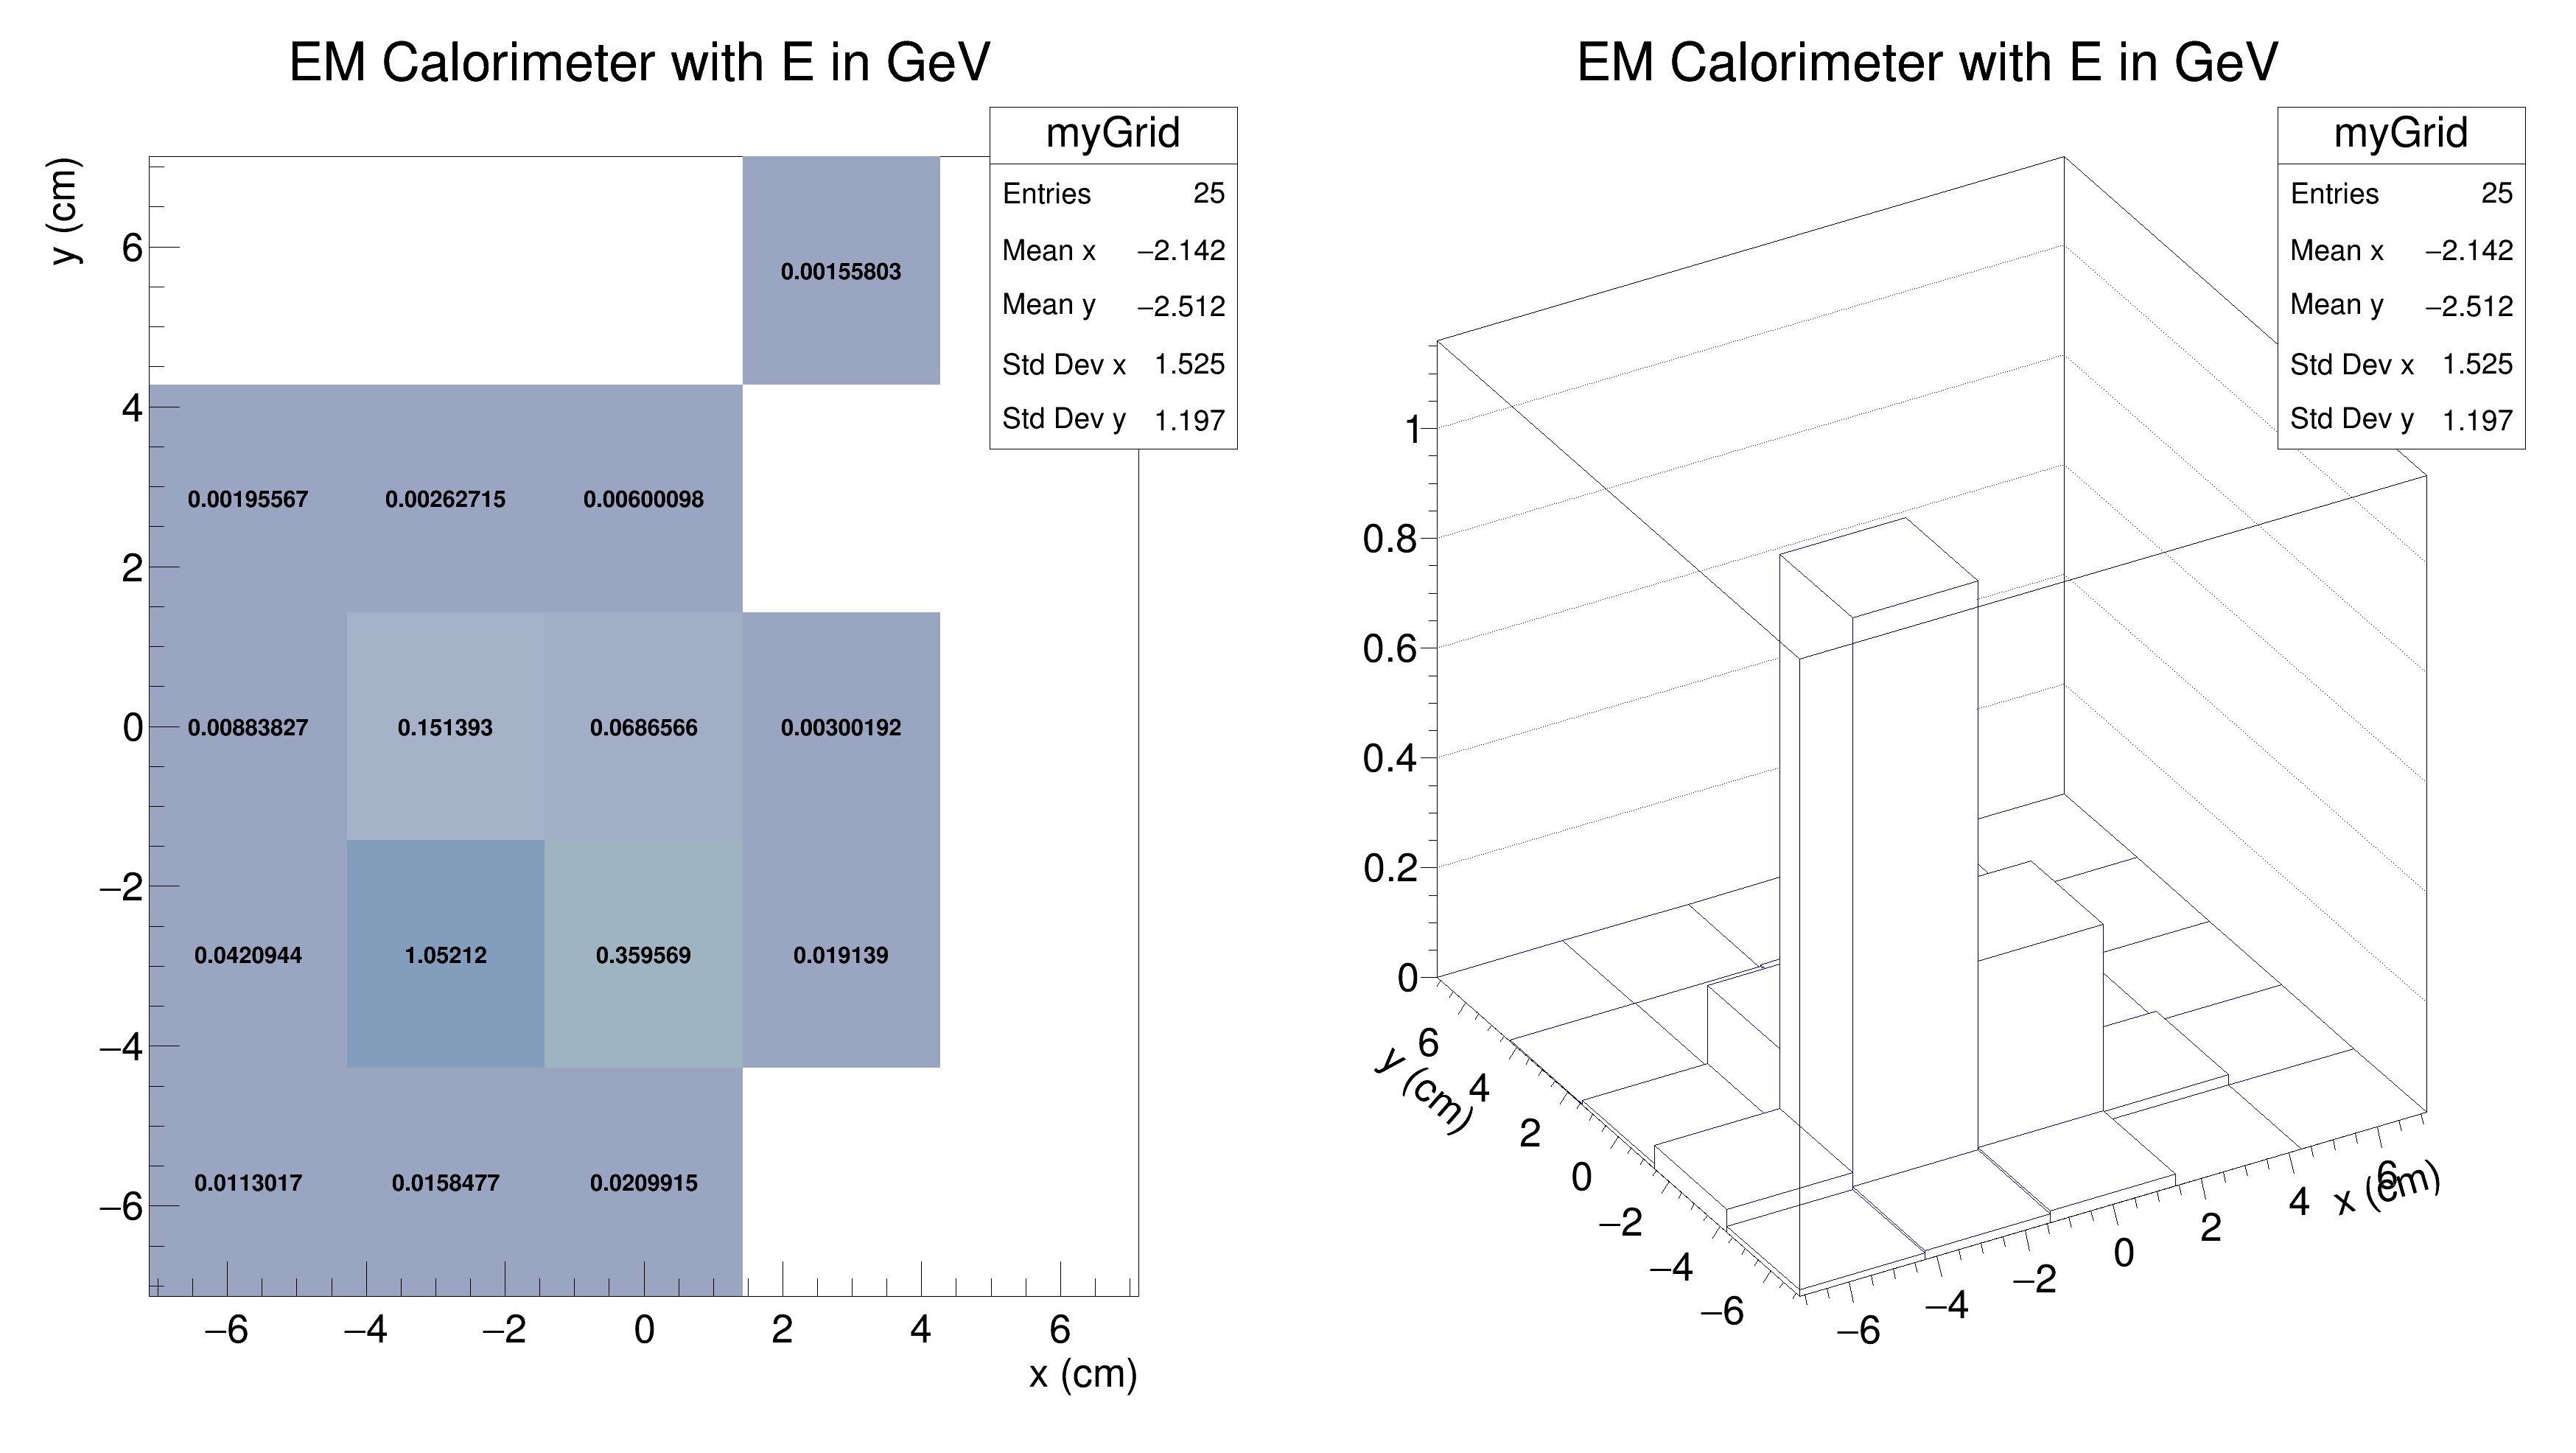 EM Calorimeter with E in GeV
myGrid
Entries 25
Mean x −2.142
Mean y −2.512
Std Dev x 1.525
Std Dev y 1.197
y (cm)
6
4
2
0
−2
−4
−6
0.00155803
0.00195567 0.00262715 0.00600098
0.00883827 0.151393 0.0686566 0.00300192
0.0420944 1.05212 0.359569 0.019139
0.0113017 0.0158477 0.0209915
−6 −4 −2 0 2 4 6
x (cm)
EM Calorimeter with E in GeV
myGrid
Entries 25
Mean x −2.142
Mean y −2.512
Std Dev x 1.525
Std Dev y 1.197
1
0.8
0.6
0.4
0.2
0
6
4
2
0
−2
−4
−6
y (cm)
−6
−4
−2
0
2
4
6
x (cm)